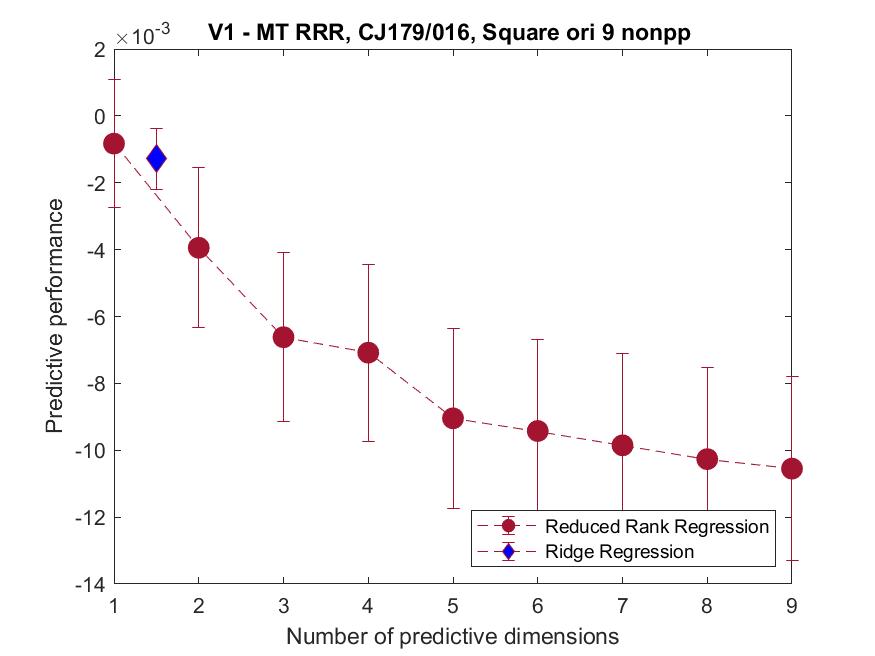 V1 - MT RRR, CJ179/016, Square ori 9 nonpp
×10-3
2
0
-2
-4
-6
-8
-10
-12
-14
1 2 3 4 5 6 7 8 9
Predictive performance
Number of predictive dimensions
Reduced Rank Regression
Ridge Regression